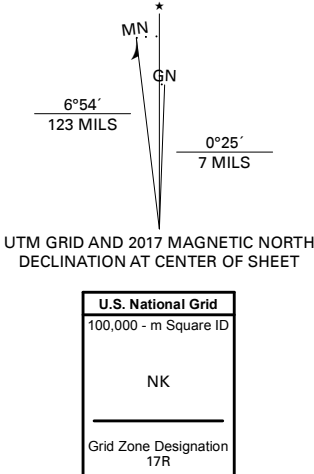 ★
MN
GN
6°54´
123 MILS
0°25´
7 MILS
UTM GRID AND 2017 MAGNETIC NORTH
DECLINATION AT CENTER OF SHEET
U.S. National Grid
100,000 - m Square ID
NK
Grid Zone Designation
17R